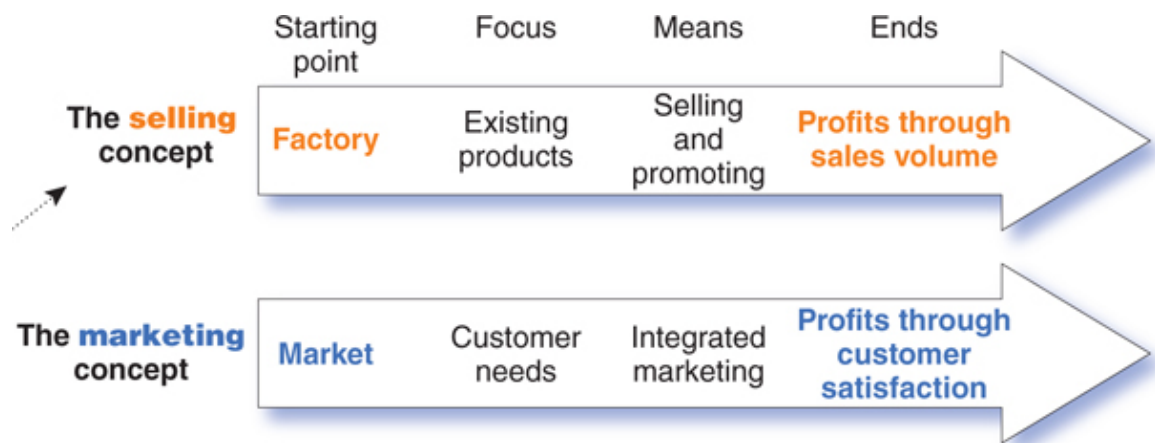 Starting
point
Focus
Means
Ends
The selling
concept
Factory
Existing
products
Selling
and
promoting
Profits through
sales volume
The marketing
concept
Market
Customer
needs
Integrated
marketing
Profits through
customer
satisfaction